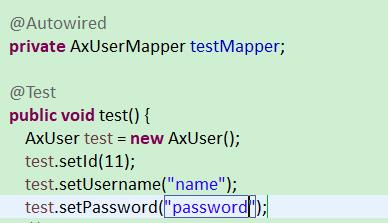 @Autowired
private AxUserMapper testMapper;
@Test
public void test() {
AxUser test = new AxUser();
test.setId(11);
test.setUsername("name");
test.setPassword("password");